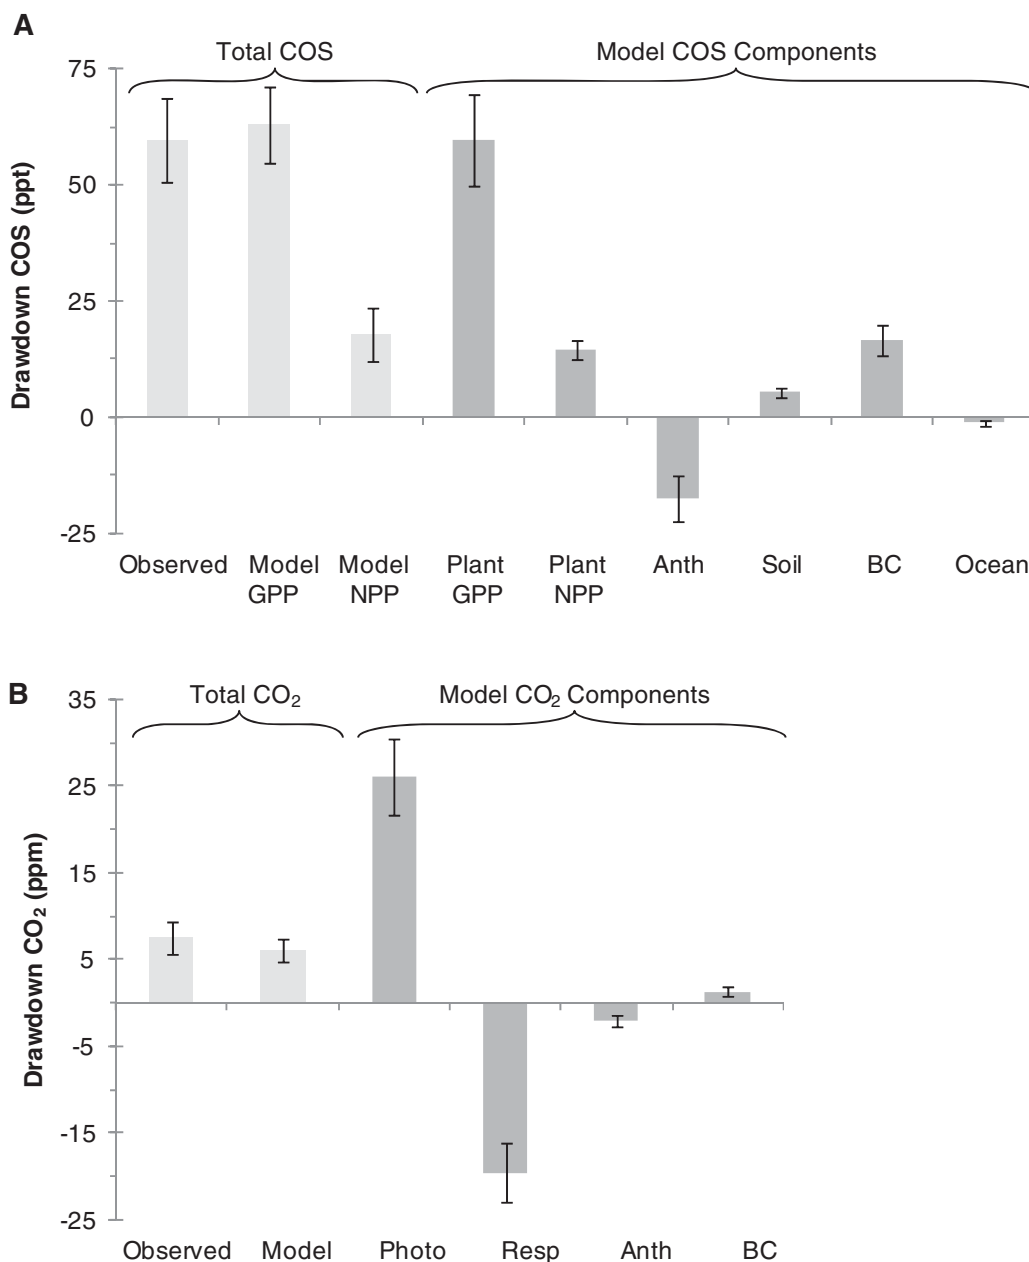 A
Total COS
Model COS Components
Drawdown COS (ppt)
75
50
25
0
-25
Observed
Model GPP
Model NPP
Plant GPP
Plant NPP
Anth
Soil
BC
Ocean
B
Total CO₂
Model CO₂ Components
Drawdown CO₂ (ppm)
35
25
15
5
-5
-15
-25
Observed
Model
Photo
Resp
Anth
BC